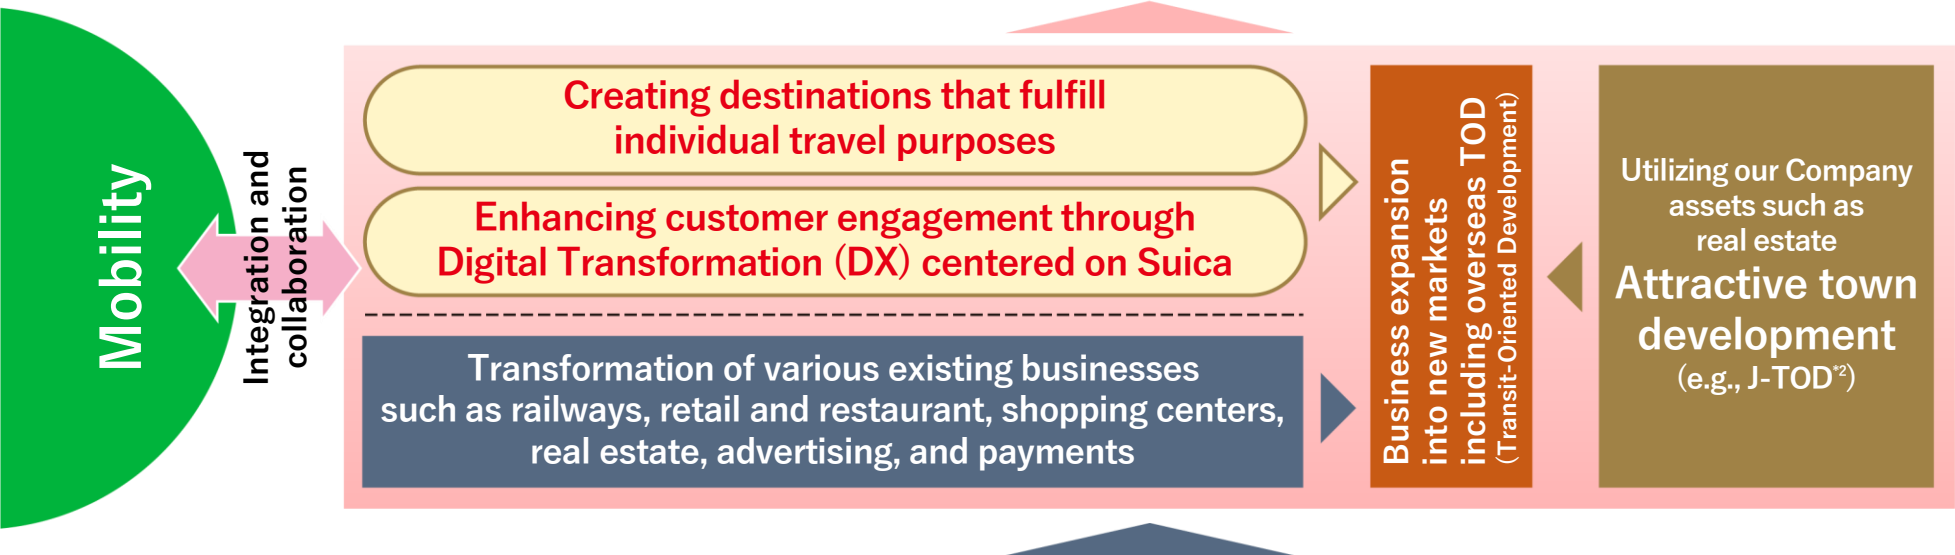 Mobility
Integration and
collaboration
Creating destinations that fulfill
individual travel purposes
Enhancing customer engagement through
Digital Transformation (DX) centered on Suica
Transformation of various existing businesses
such as railways, retail and restaurant, shopping centers,
real estate, advertising, and payments
Business expansion
into new markets
including overseas TOD
(Transit-Oriented Development)
Utilizing our Company
assets such as
real estate
Attractive town
development
(e.g., J-TOD*2)